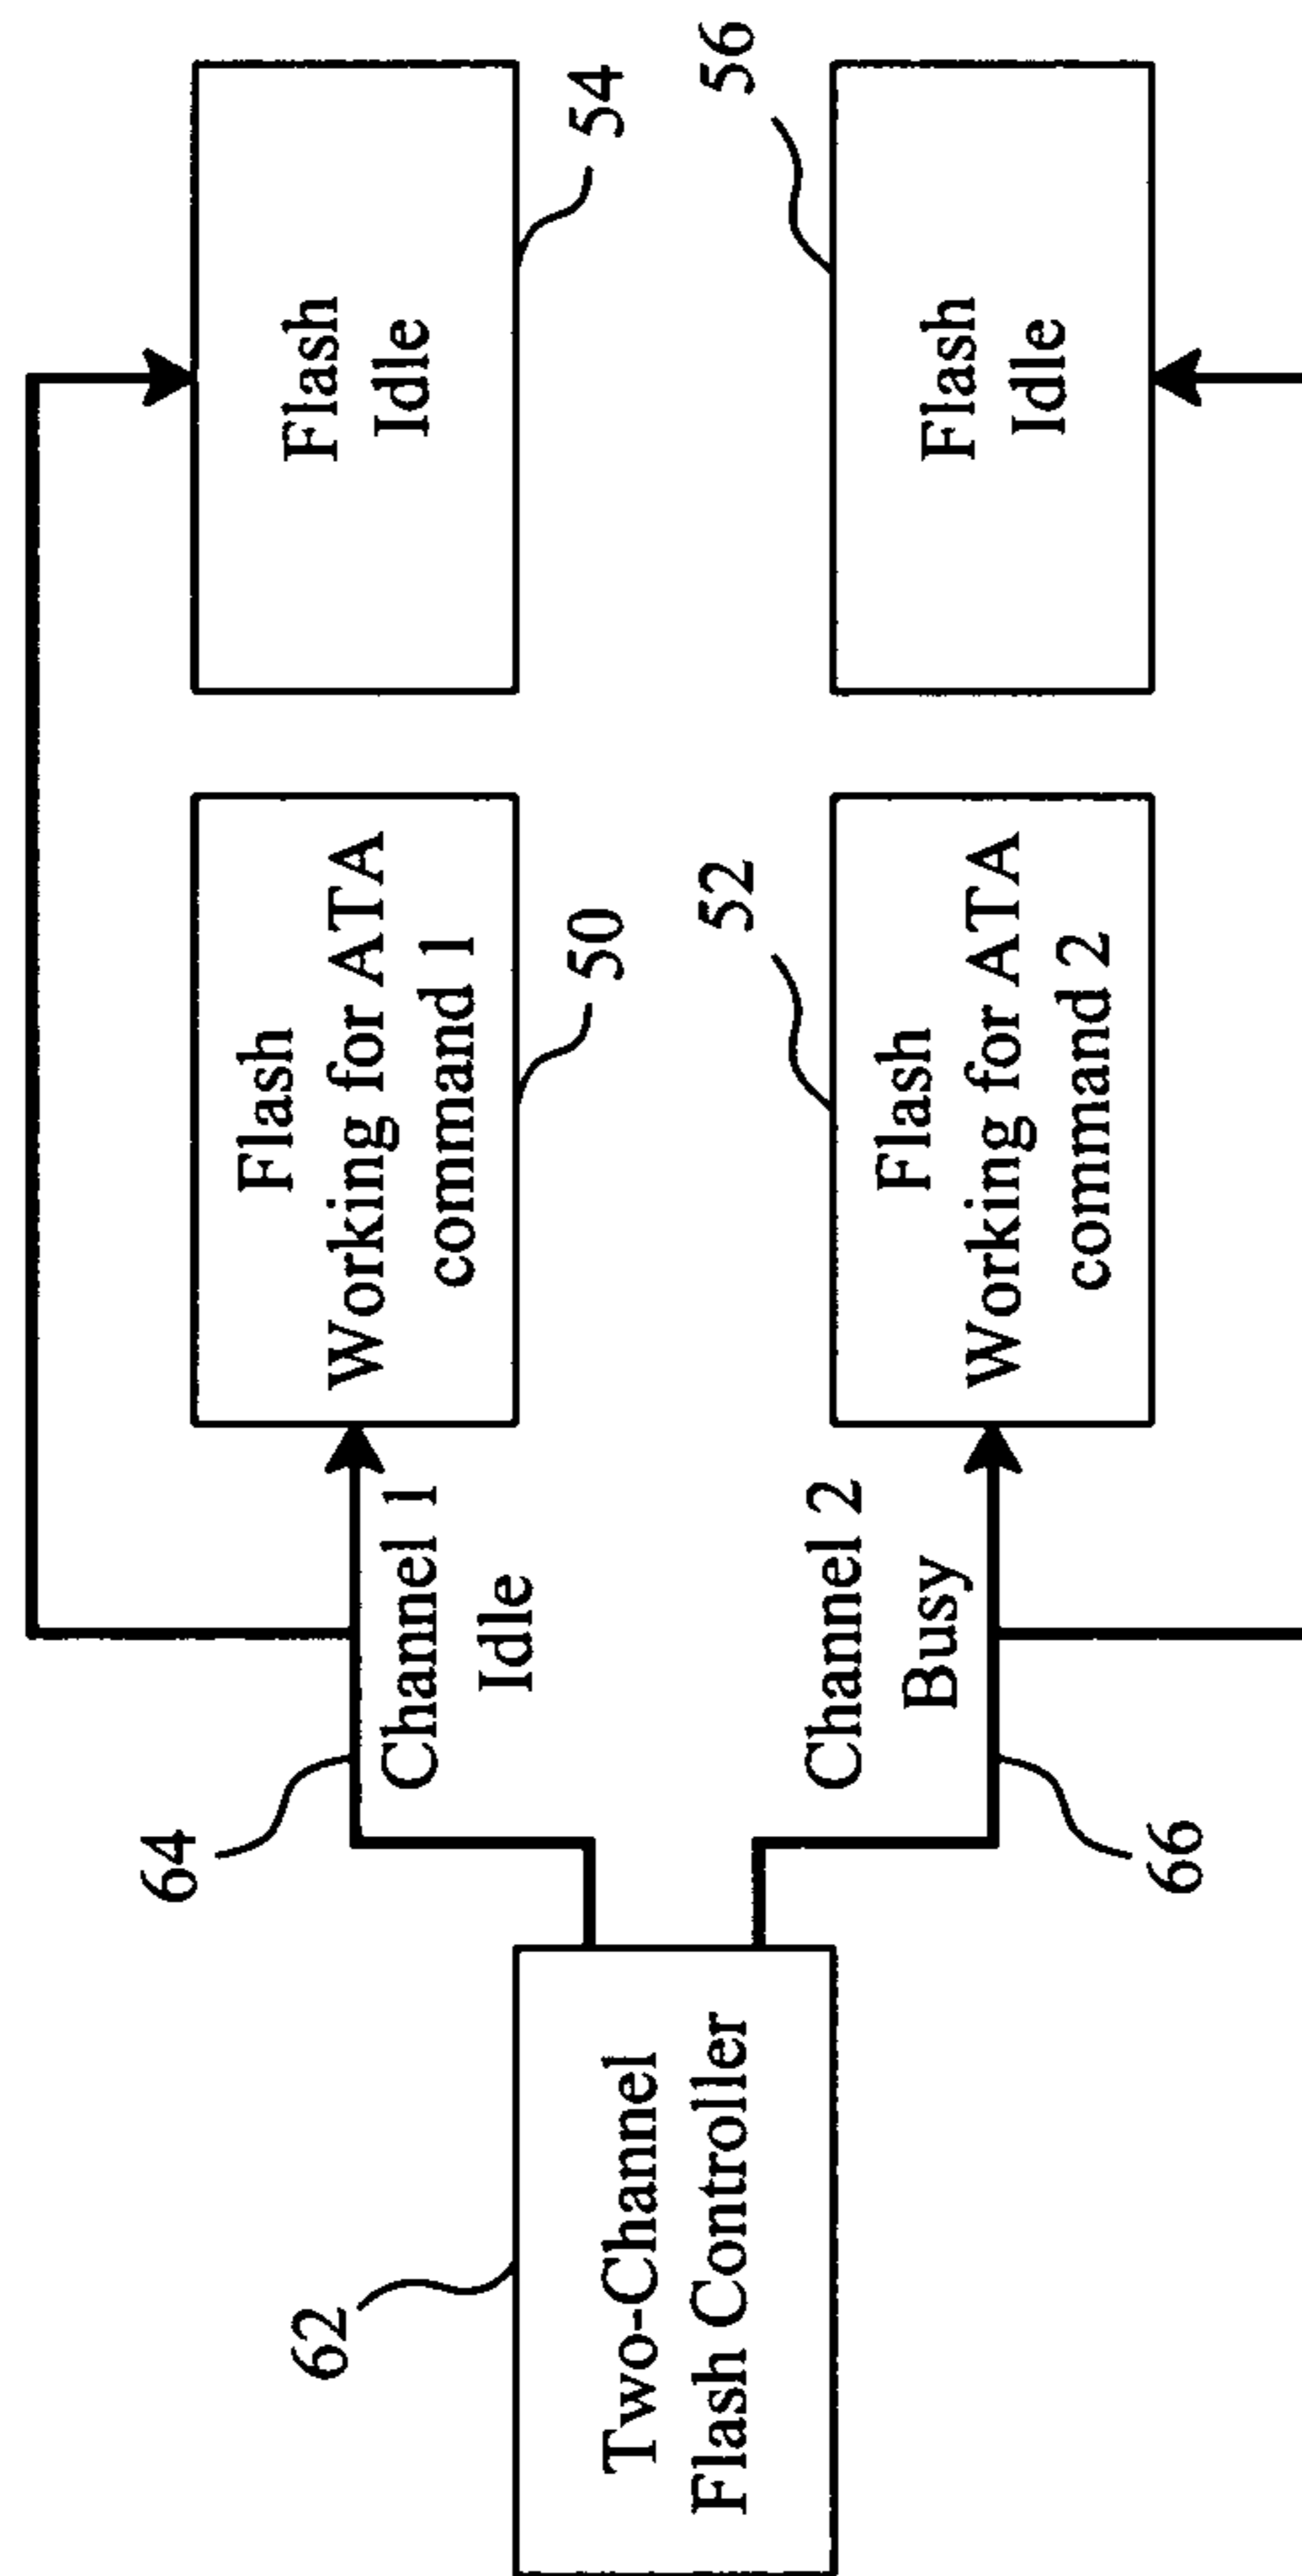 62
Two-Channel
Flash Controller
64
Channel 1
Idle
Channel 2
Busy
66
Flash
Working for ATA
command 1
50
52
Flash
Working for ATA
command 2
Flash
Idle
54
56
Flash
Idle